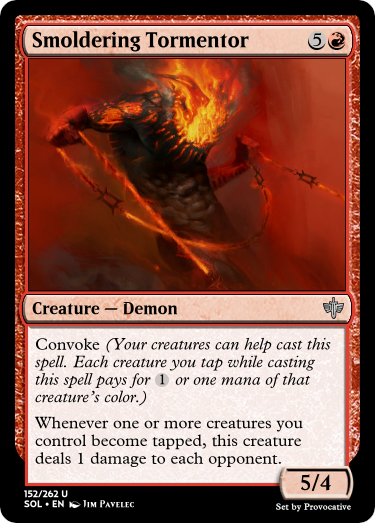 Smoldering Tormentor 5
Creature — Demon
Convoke (Your creatures can help cast this
spell. Each creature you tap while casting
this spell pays for 1 or one mana of that
creature's color.)
Whenever one or more creatures you
control become tapped, this creature
deals 1 damage to each opponent.
5/4
152/262 U
SOL • EN Jim Pavelec
Set by Provocative